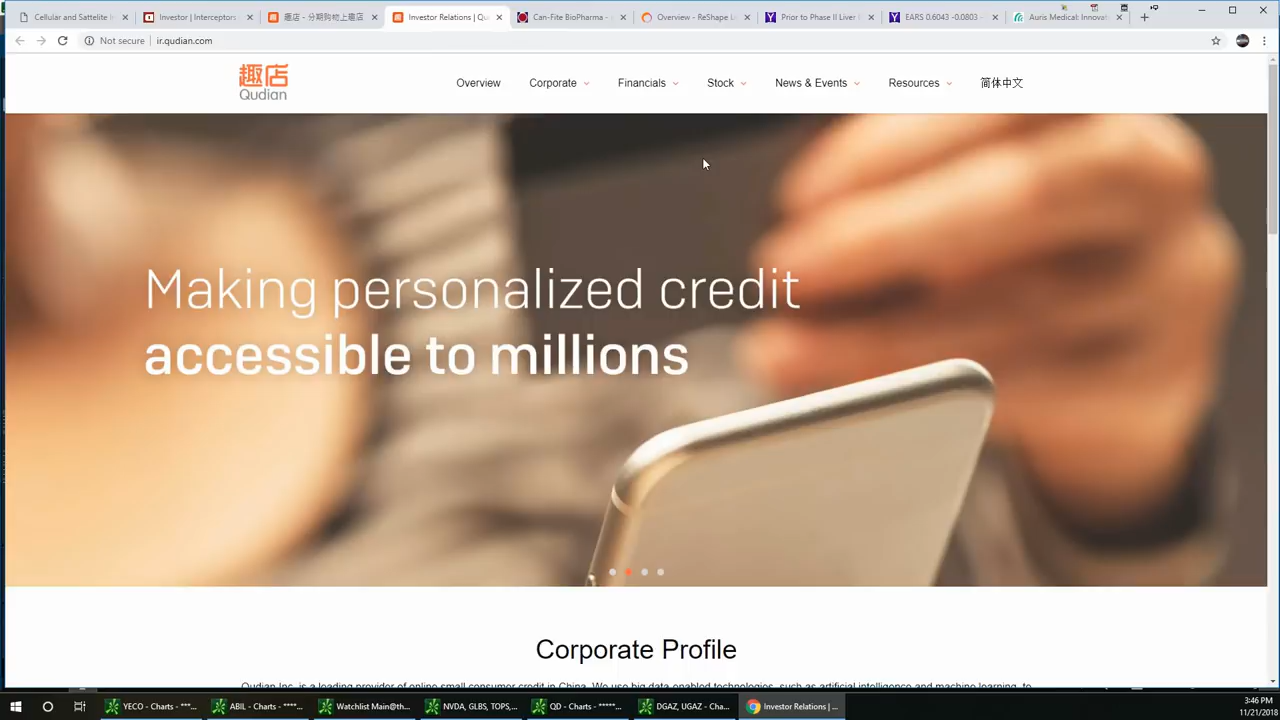 Cellular and Sattelite I
Investor | Interceptors
趣店 - 分期购物上趣店
Investor Relations | Qu
Can-Fite BioPharma -
Overview - ReShape L
Prior to Phase II Liver
EARS 0.6043 -0.0803
Auris Medical: Innova
Not secure | ir.qudian.com
趣店
Qudian
Overview
Corporate
Financials
Stock
News & Events
Resources
简体中文
Making personalized credit
accessible to millions
Corporate Profile
Qudian Inc. is a leading provider of online small consumer credit in China. We use big data enabled technologies, such as artificial intelligence and machine learning, to
YECO - Charts - ***...
ABIL - Charts - ****...
Watchlist Main@th...
NVDA, GLBS, TOPS,...
QD - Charts - ****...
DGAZ, UGAZ - Cha...
Investor Relations |...
3:46 PM
11/21/2018